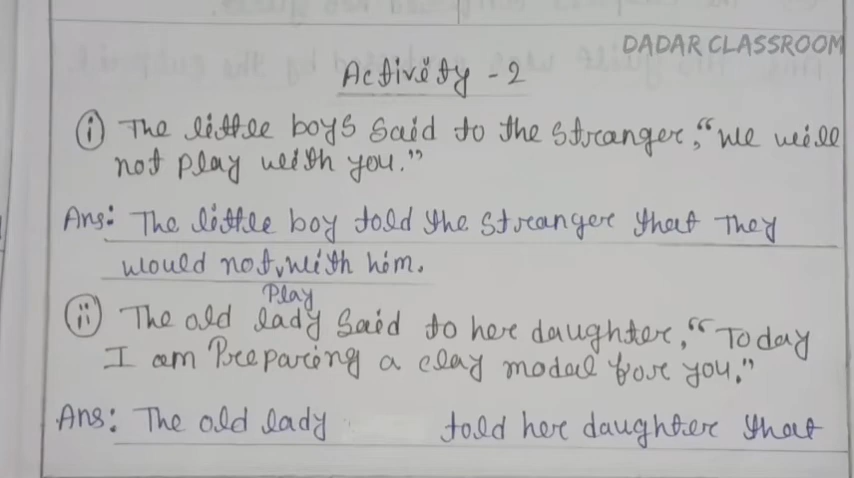 DADAR CLASSROOM
Activity - 2
(i) The little boys said to the stranger, "We will
not play with you."
Ans: The little boy told the stranger that They
would not, with him.
Play
(ii) The old lady said to her daughter, "Today
I am Preparing a clay modal for you."
Ans: The old lady told her daughter that